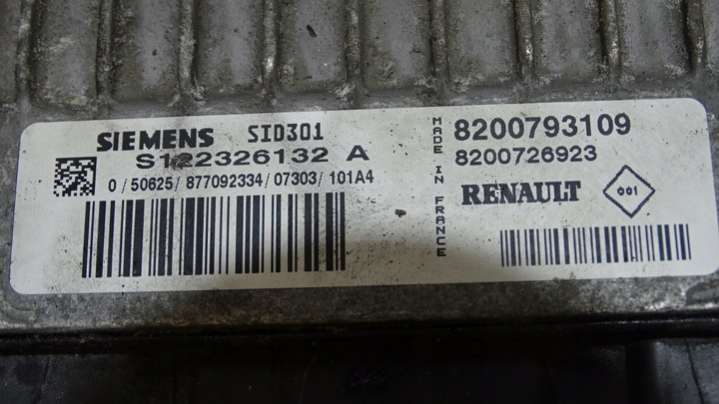 SIEMENS SID301
S122326132 A
0 / 50625 / 877092334 / 07303 / 101A4
MADE IN FRANCE
8200793109
8200726923
RENAULT 001